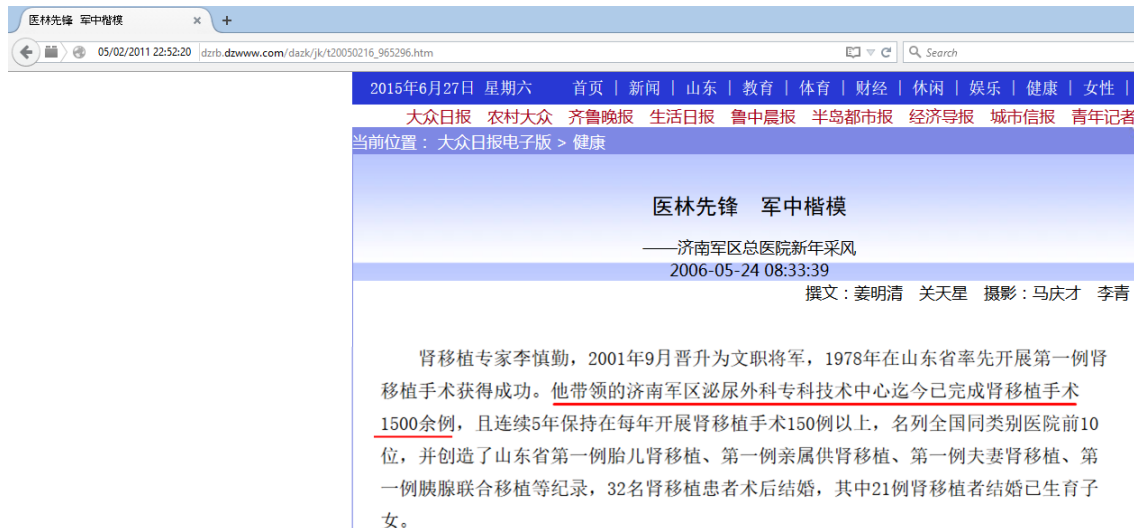 医林先锋 军中楷模
05/02/2011 22:52:20 dzrb.dzwww.com/dazk/jk/t20050216_965296.htm Search
2015年6月27日 星期六 首页 | 新闻 | 山东 | 教育 | 体育 | 财经 | 休闲 | 娱乐 | 健康 | 女性 |
大众日报 农村大众 齐鲁晚报 生活日报 鲁中晨报 半岛都市报 经济导报 城市信报 青年记者
当前位置： 大众日报电子版 > 健康
医林先锋 军中楷模
——济南军区总医院新年采风
2006-05-24 08:33:39
撰文：姜明清 关天星 摄影：马庆才 李青
肾移植专家李慎勤，2001年9月晋升为文职将军，1978年在山东省率先开展第一例肾
移植手术获得成功。他带领的济南军区泌尿外科专科技术中心迄今已完成肾移植手术
1500余例，且连续5年保持在每年开展肾移植手术150例以上，名列全国同类别医院前10
位，并创造了山东省第一例胎儿肾移植、第一例亲属供肾移植、第一例夫妻肾移植、第
一例胰腺联合移植等纪录，32名肾移植患者术后结婚，其中21例肾移植者结婚已生育子
女。